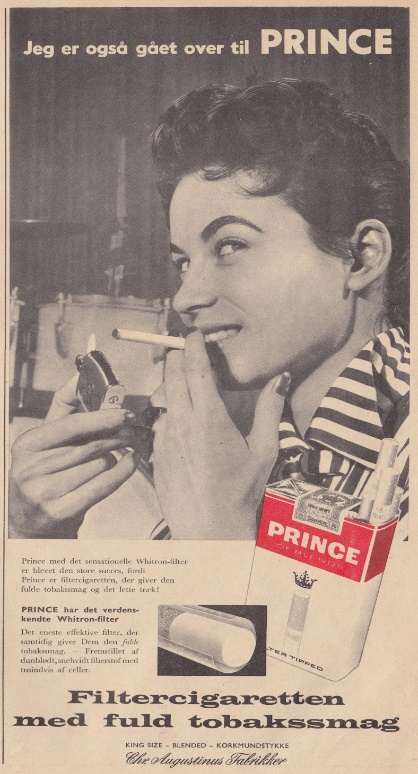 Jeg er også gået over til PRINCE
Prince med det sensationelle Whitron-filter
er blevet den store succes, fordi
Prince er filtercigaretten, der giver den
fulde tobakssmag og det lette træk!
PRINCE har det verdens-
kendte Whitron-filter
Det eneste effektive filter, der
samtidig giver Dem den fulde
tobakssmag. – Fremstillet af
dunblødt, snehvidt fiberstof med
tusindvis af celler.
PRINCE
FILTER TIPPED
Filtercigaretten
med fuld tobakssmag
KING SIZE – BLENDED – KORKMUNDSTYKKE
Chr. Augustinus Fabrikker